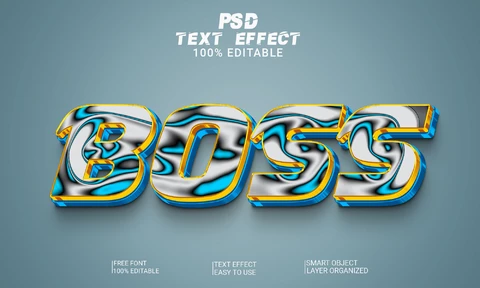 PSD
TEXT EFFECT
100% EDITABLE
BOSS
FREE FONT
100% EDITABLE
TEXT EFFECT
EASY TO USE
SMART OBJECT
LAYER ORGANIZED